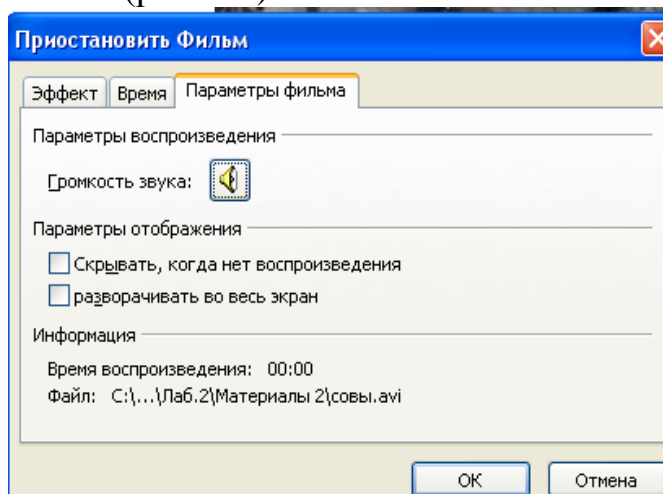 Приостановить Фильм
Эффект Время Параметры фильма
Параметры воспроизведения
Громкость звука:
Параметры отображения
Скрывать, когда нет воспроизведения
разворачивать во весь экран
Информация
Время воспроизведения: 00:00
Файл: C:\...\Лаб.2\Материалы 2\совы.avi
ОК Отмена